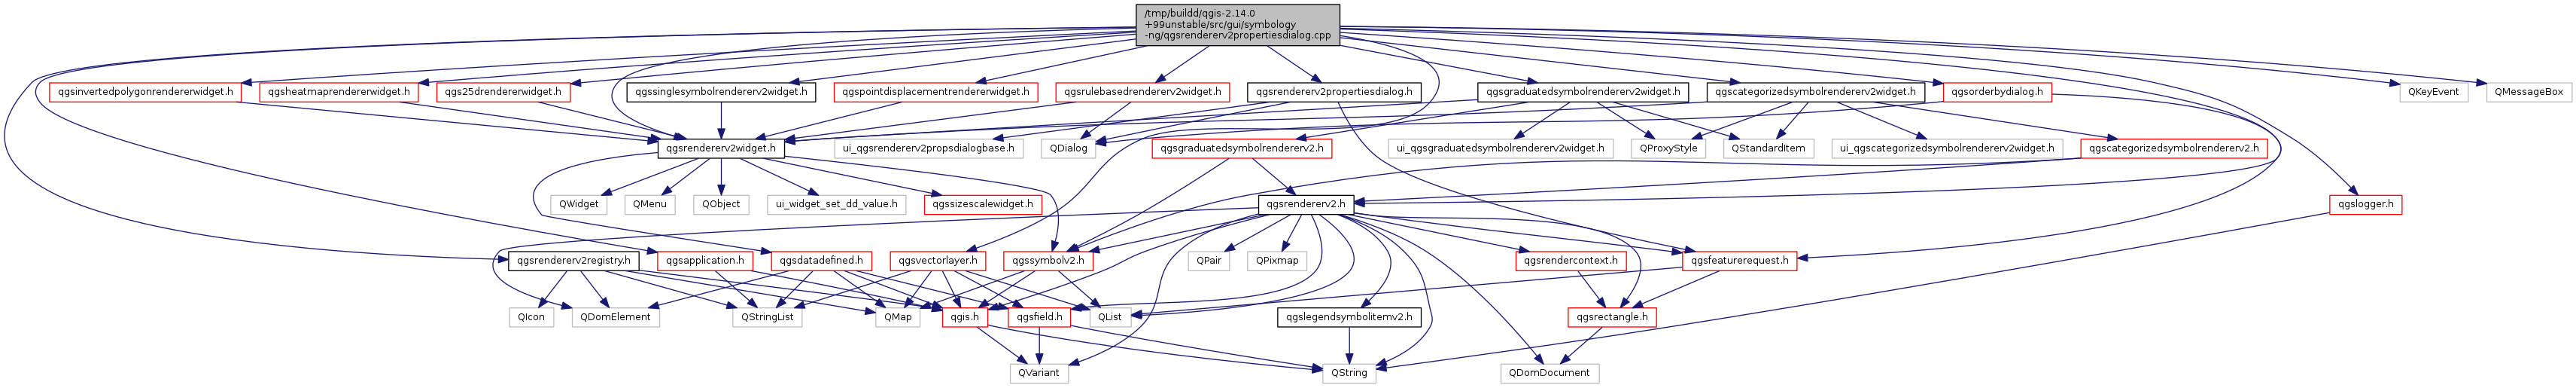 /tmp/buildd/qgis-2.14.0
+99unstable/src/gui/symbology
-ng/qgsrendererv2propertiesdialog.cpp
qgsinvertedpolygonrendererwidget.h
qgsheatmaprendererwidget.h
qgs25drendererwidget.h
qgssinglesymbolrendererv2widget.h
qgspointdisplacementrendererwidget.h
qgsrulebasedrendererv2widget.h
qgsrendererv2propertiesdialog.h
qgsgraduatedsymbolrendererv2widget.h
qgscategorizedsymbolrendererv2widget.h
qgsorderbydialog.h
QKeyEvent
QMessageBox
qgsrendererv2widget.h
ui_qgsrendererv2propsdialogbase.h
QDialog
qgsgraduatedsymbolrendererv2.h
ui_qgsgraduatedsymbolrendererv2widget.h
QProxyStyle
QStandardItem
ui_qgscategorizedsymbolrendererv2widget.h
qgscategorizedsymbolrendererv2.h
QWidget
QMenu
QObject
ui_widget_set_dd_value.h
qgssizescalewidget.h
qgsrendererv2.h
qgslogger.h
qgsrendererv2registry.h
qgsapplication.h
qgsdatadefined.h
qgsvectorlayer.h
qgssymbolv2.h
QPair
QPixmap
qgsrendercontext.h
qgsfeaturerequest.h
QIcon
QDomElement
QStringList
QMap
qgis.h
qgsfield.h
QList
qgslegendsymbolitemv2.h
qgsrectangle.h
QVariant
QString
QDomDocument